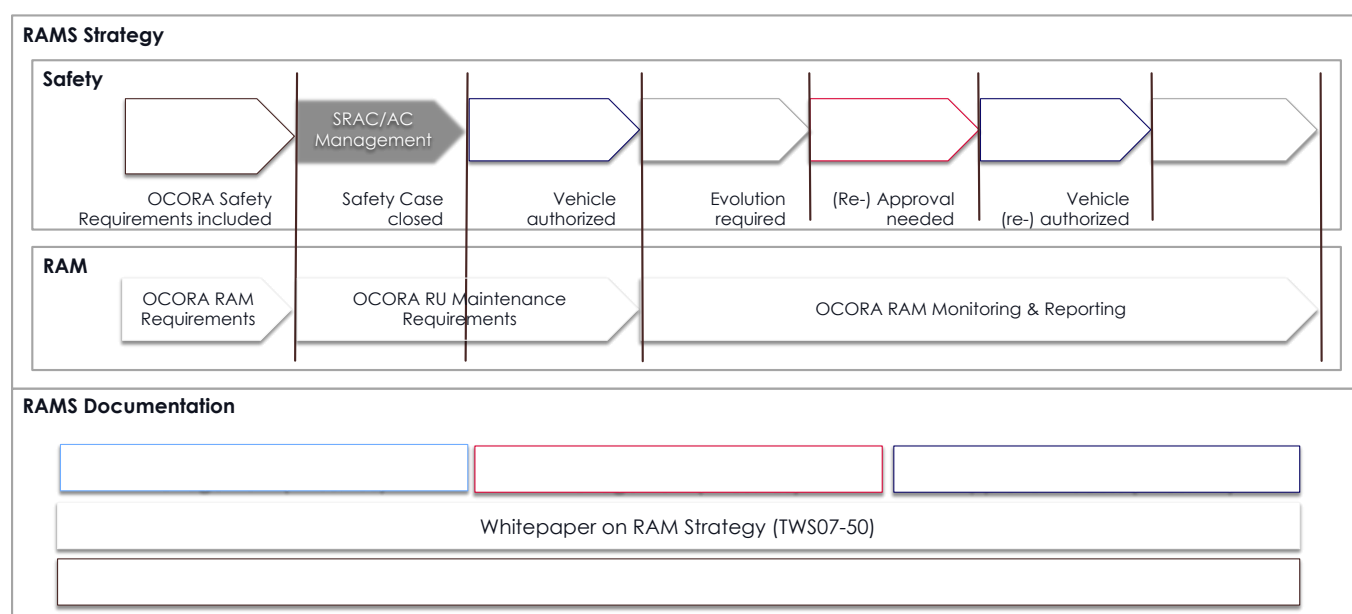 RAMS Strategy
Safety
SRAC/AC
Management
OCORA Safety
Requirements included
Safety Case
closed
Vehicle
authorized
Evolution
required
(Re-) Approval
needed
Vehicle
(re-) authorized
RAM
OCORA RAM
Requirements
OCORA RU Maintenance
Requirements
OCORA RAM Monitoring & Reporting
RAMS Documentation
Whitepaper on RAM Strategy (TWS07-50)